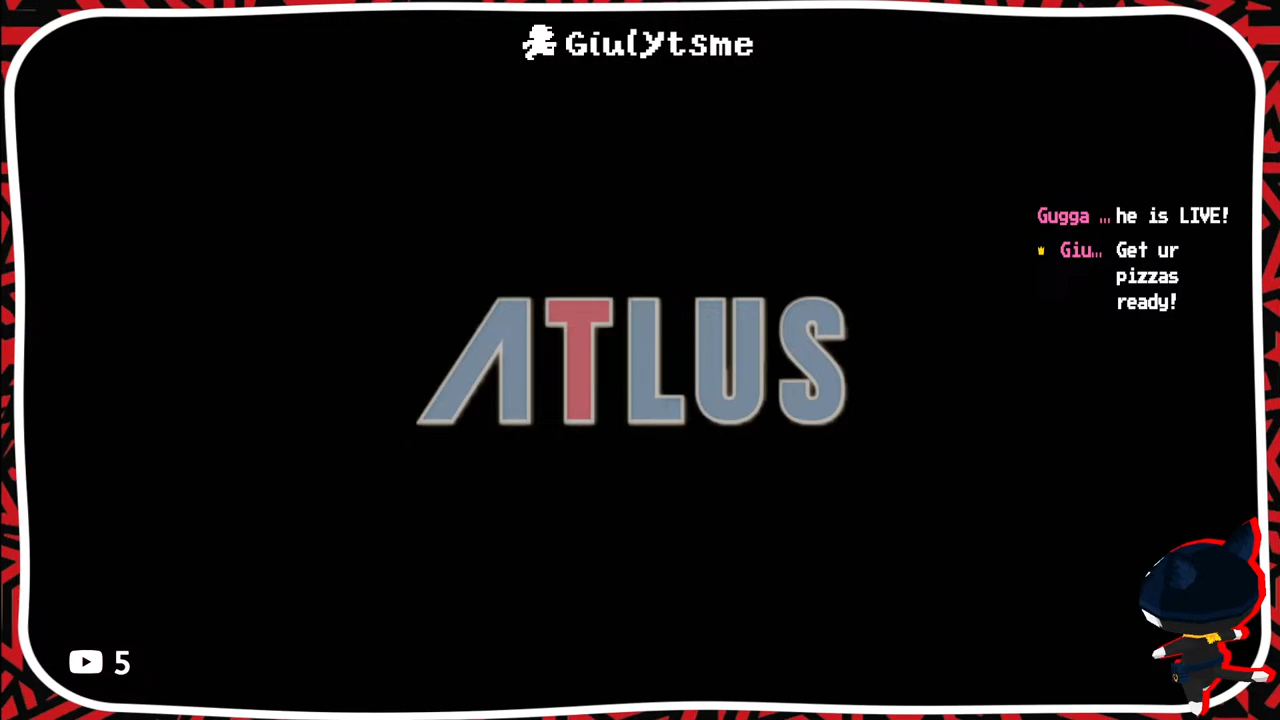 Giulytsme
Gugga ... he is LIVE!
Giu... Get ur
pizzas
ready!
ATLUS
5